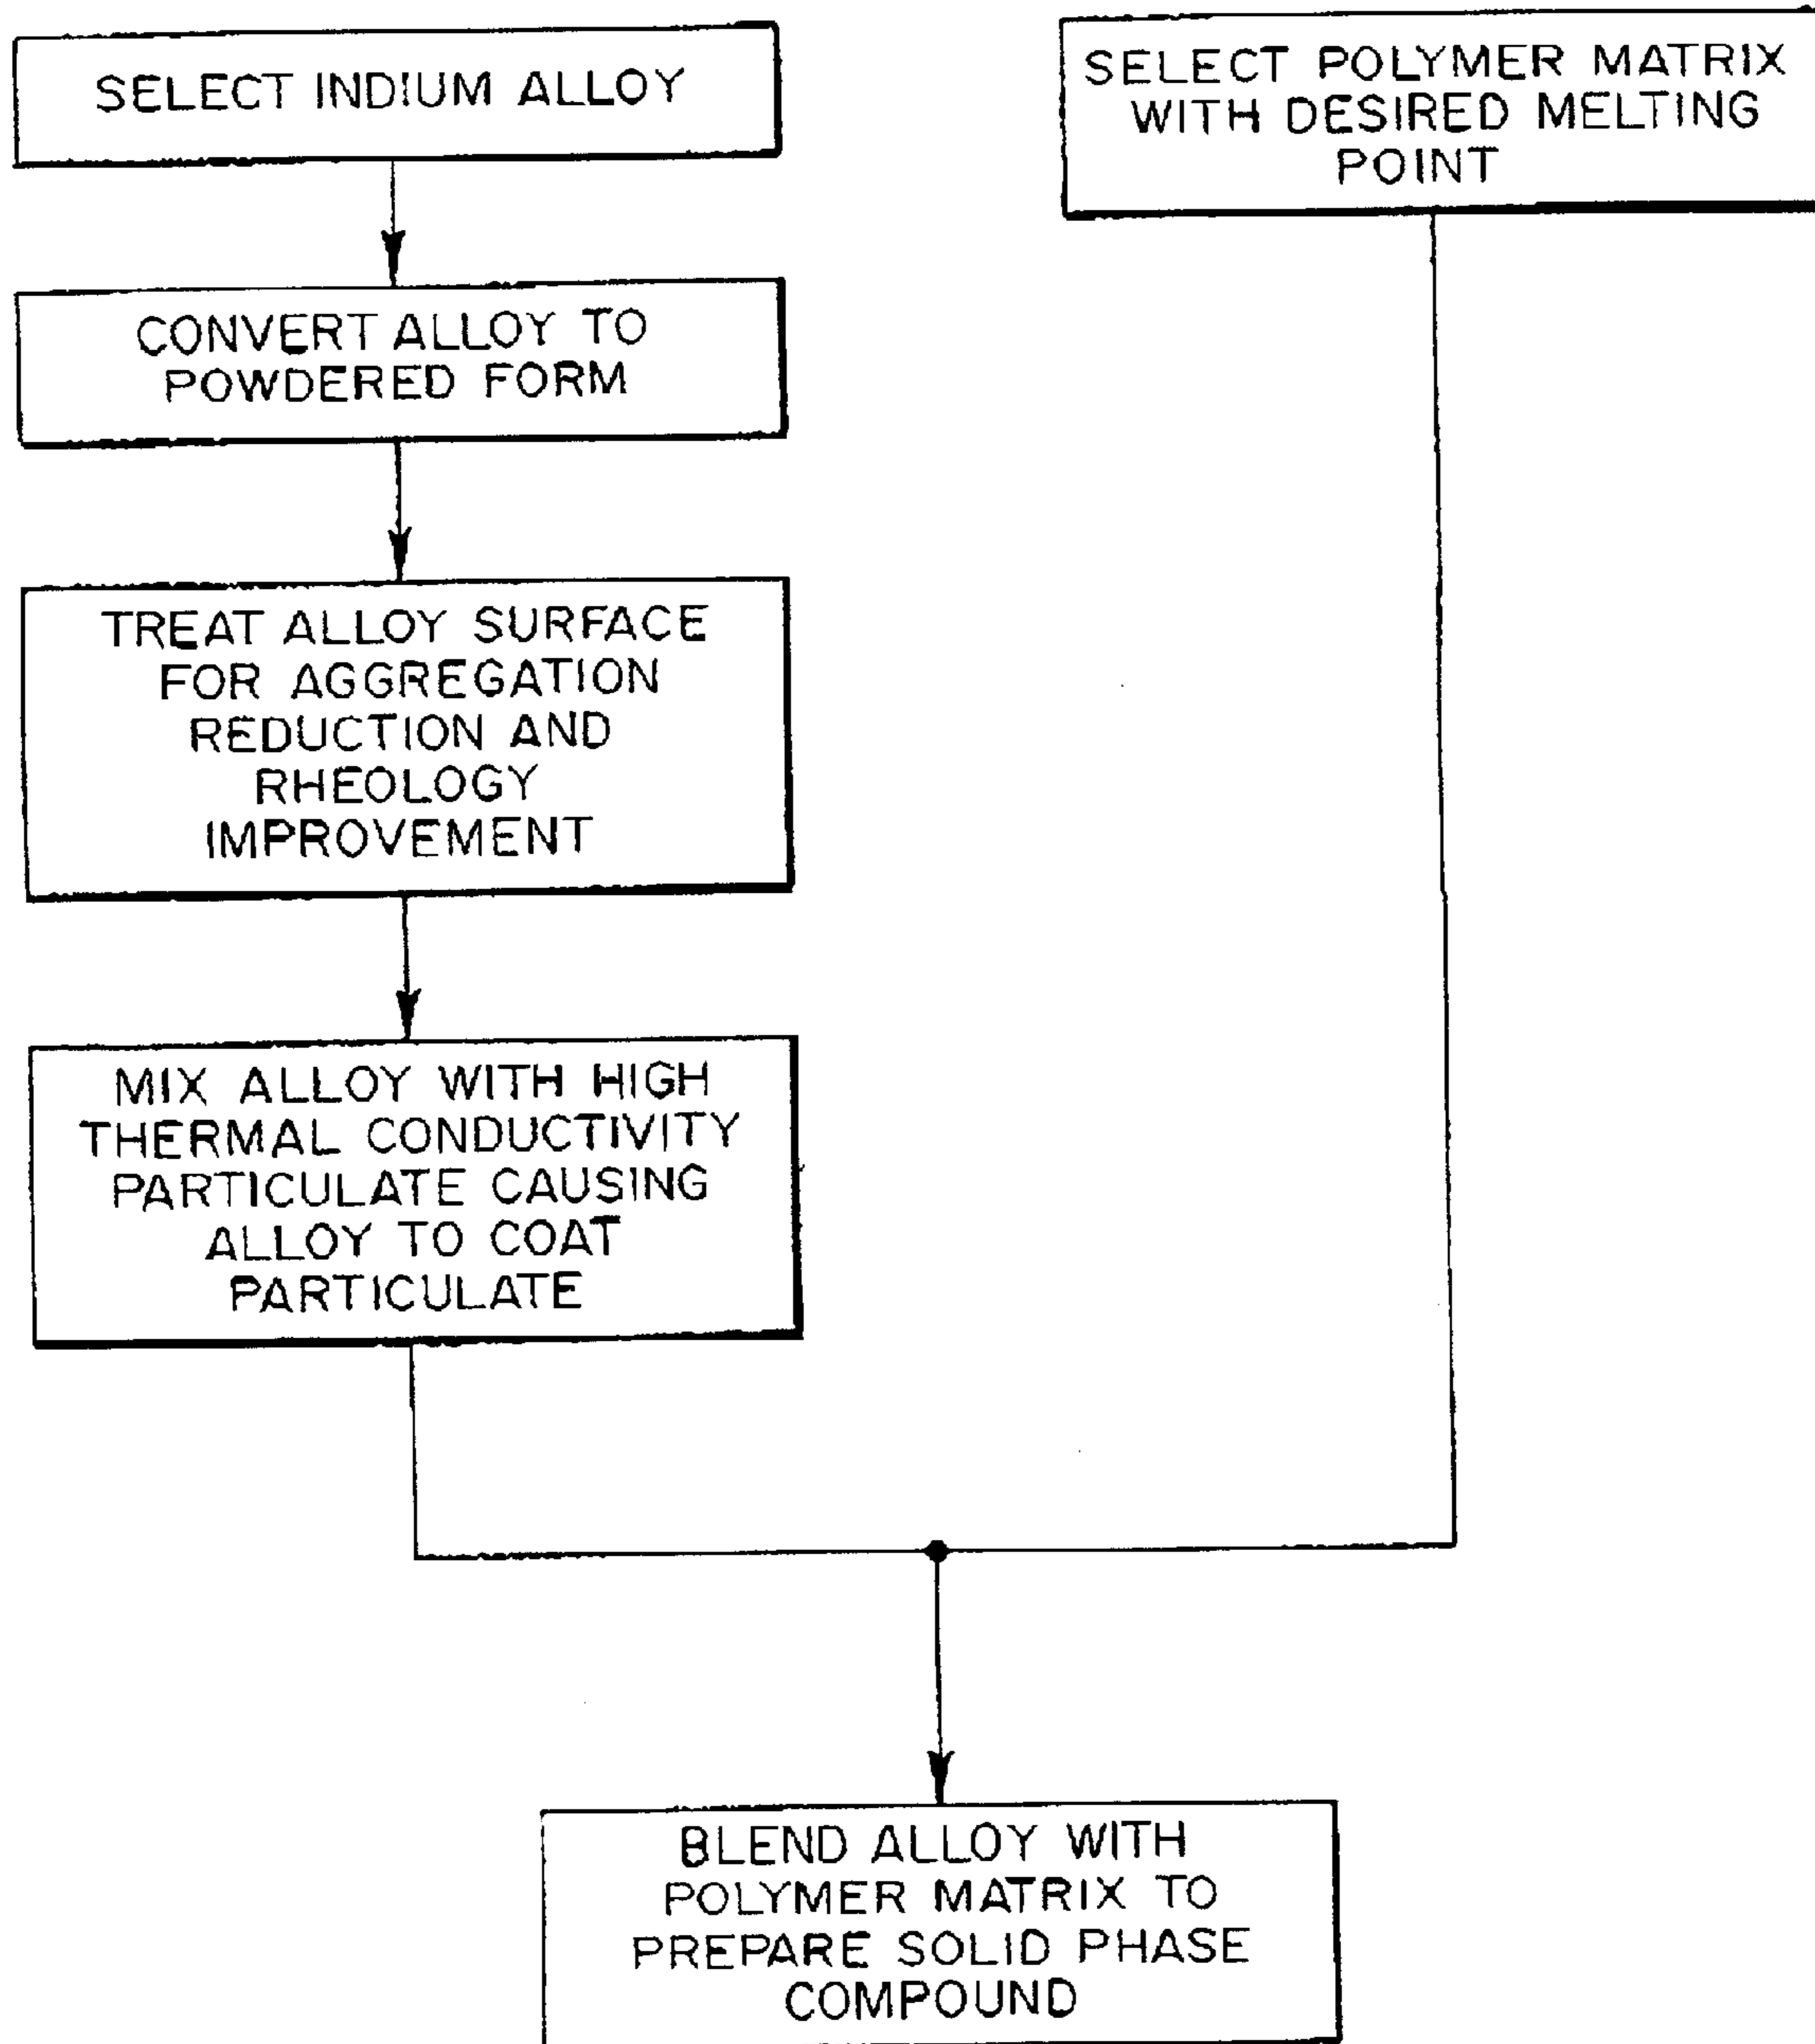 SELECT INDIUM ALLOY
SELECT POLYMER MATRIX
WITH DESIRED MELTING
POINT
CONVERT ALLOY TO
POWDERED FORM
TREAT ALLOY SURFACE
FOR AGGREGATION
REDUCTION AND
RHEOLOGY
IMPROVEMENT
MIX ALLOY WITH HIGH
THERMAL CONDUCTIVITY
PARTICULATE CAUSING
ALLOY TO COAT
PARTICULATE
BLEND ALLOY WITH
POLYMER MATRIX TO
PREPARE SOLID PHASE
COMPOUND